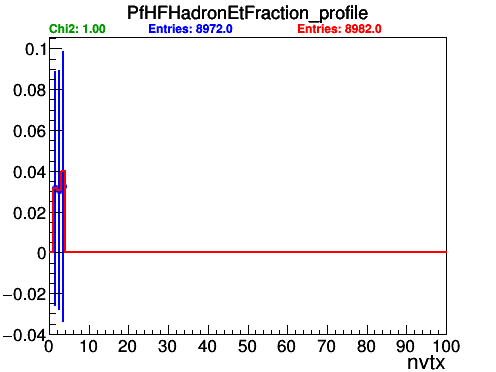 PfHFHadronEtFraction_profile
Chi2: 1.00 Entries: 8972.0 Entries: 8982.0
0.1
0.08
0.06
0.04
0.02
0
−0.02
−0.04
0 10 20 30 40 50 60 70 80 90 100
nvtx